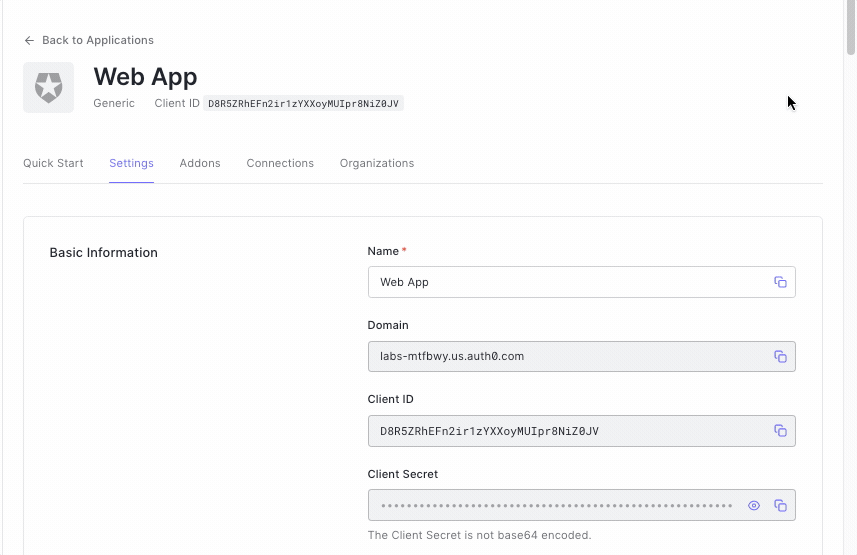 ← Back to Applications
Web App
Generic Client ID D8R5ZRhEFn2ir1zYXXoyMUIpr8NiZ0JV
Quick Start Settings Addons Connections Organizations
Basic Information
Name *
Web App
Domain
labs-mtfbwy.us.auth0.com
Client ID
D8R5ZRhEFn2ir1zYXXoyMUIpr8NiZ0JV
Client Secret
The Client Secret is not base64 encoded.